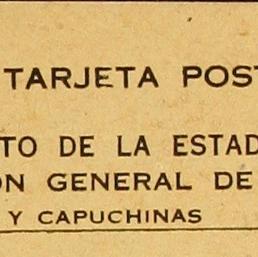 TARJETA POST
TO DE LA ESTAD
ON GENERAL DE
Y CAPUCHINAS